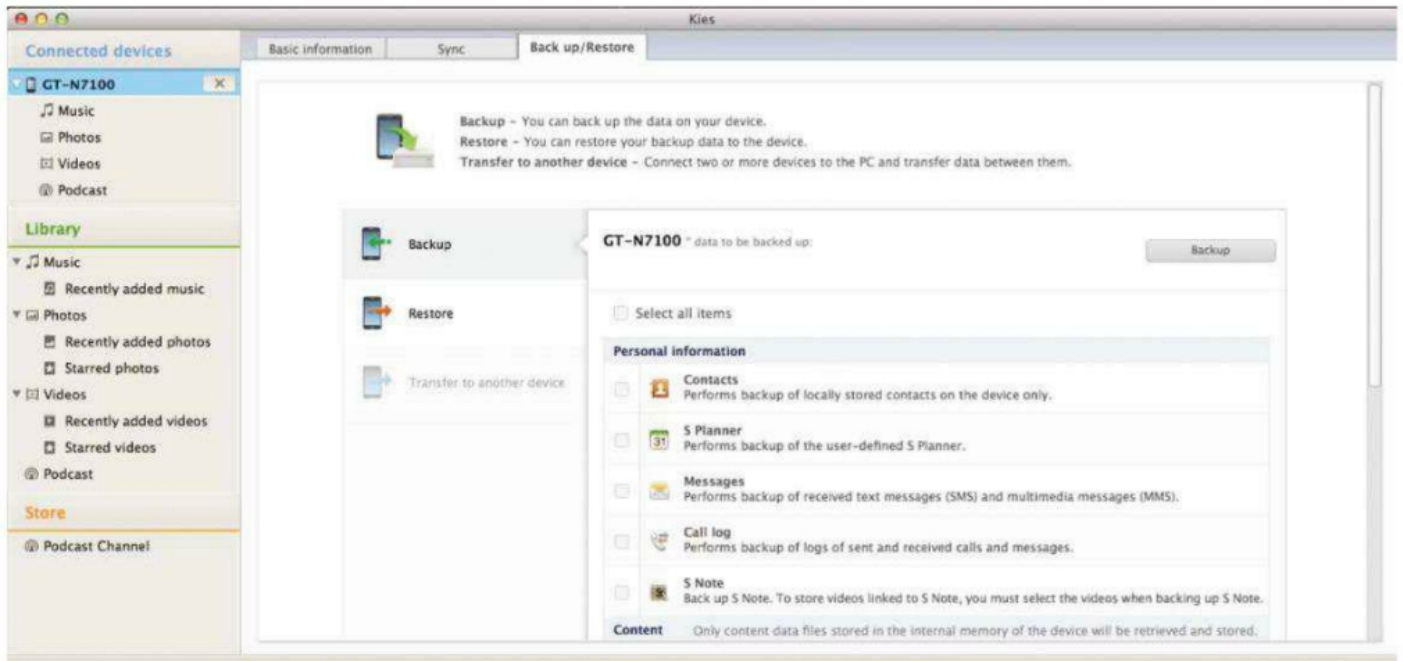 Kies
Connected devices
Basic information
Sync
Back up/Restore
GT-N7100
Music
Photos
Videos
Podcast
Library
Music
Recently added music
Photos
Recently added photos
Starred photos
Videos
Recently added videos
Starred videos
Podcast
Store
Podcast Channel
Backup - You can back up the data on your device.
Restore - You can restore your backup data to the device.
Transfer to another device - Connect two or more devices to the PC and transfer data between them.
Backup
Restore
Transfer to another device
GT-N7100 " data to be backed up:
Backup
Select all items
Personal information
Contacts
Performs backup of locally stored contacts on the device only.
31
S Planner
Performs backup of the user-defined S Planner.
Messages
Performs backup of received text messages (SMS) and multimedia messages (MMS).
Call log
Performs backup of logs of sent and received calls and messages.
S Note
Back up S Note. To store videos linked to S Note, you must select the videos when backing up S Note.
Content Only content data files stored in the internal memory of the device will be retrieved and stored.